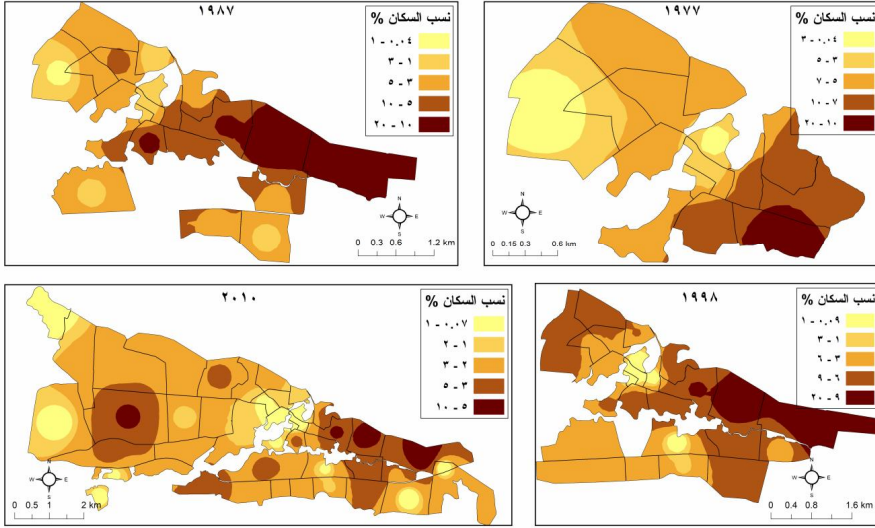 ١٩٧٧
نسب السكان %
٠.٠٤ - ٣
٣ - ٥
٥ - ٧
٧ - ١٠
١٠ - ٢٠
N
W E
S
0 0.15 0.3 0.6 km
١٩٨٧
نسب السكان %
٠.٠٤ - ١
١ - ٣
٣ - ٥
٥ - ١٠
١٠ - ٢٠
N
W E
S
0 0.3 0.6 1.2 km
١٩٩٨
نسب السكان %
٠.٠٩ - ١
١ - ٣
٣ - ٦
٦ - ٩
٩ - ٢٠
N
W E
S
0 0.4 0.8 1.6 km
٢٠١٠
نسب السكان %
٠.٠٧ - ١
١ - ٢
٢ - ٣
٣ - ٥
٥ - ١٠
N
W E
S
0 0.5 1 2 km